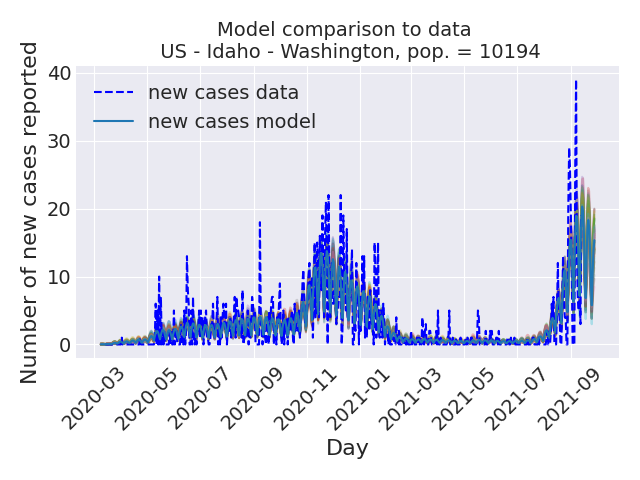 Model comparison to data
US - Idaho - Washington, pop. = 10194
Number of new cases reported
40
30
20
10
0
new cases data
new cases model
2020-03
2020-05
2020-07
2020-09
2020-11
2021-01
2021-03
2021-05
2021-07
2021-09
Day